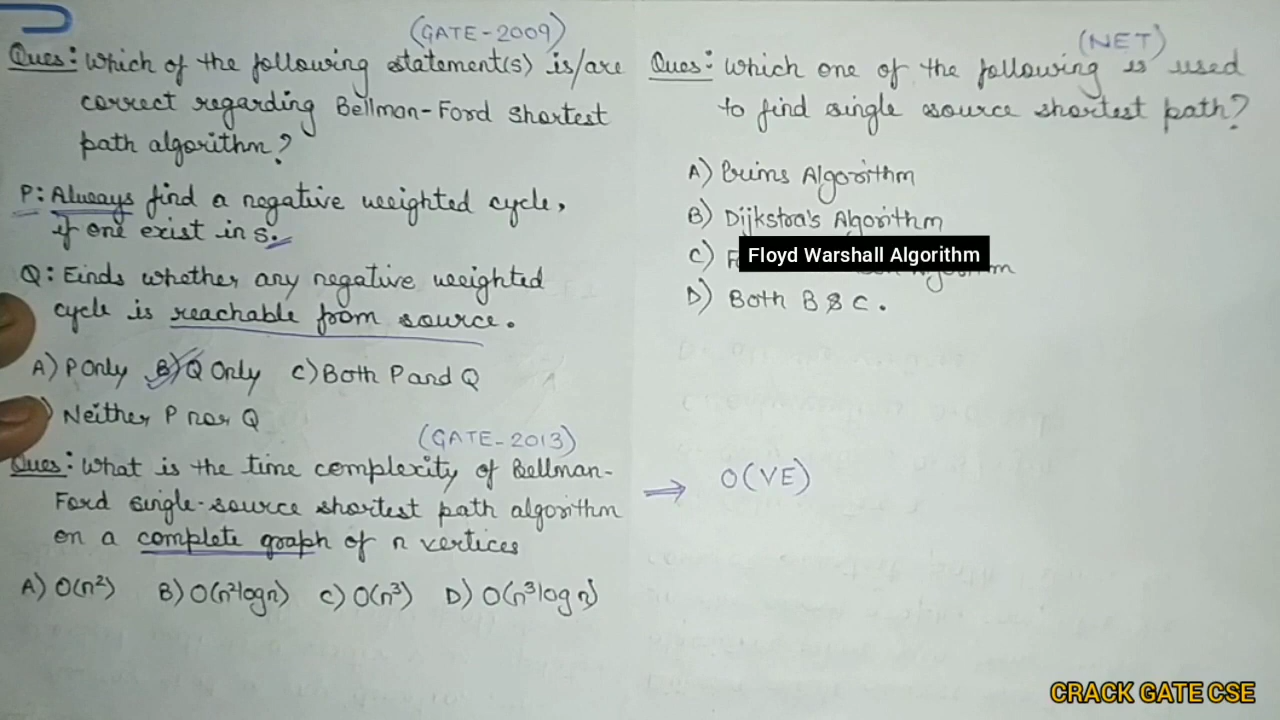 (GATE-2009)
Ques: Which of the following statement(s) is/are
correct regarding Bellman-Ford shortest
path algorithm?
P: Always find a negative weighted cycle,
if one exist in s.
Q: Finds whether any negative weighted
cycle is reachable from source.
A) P Only B) Q Only C) Both P and Q
) Neither P nor Q
(GATE-2013)
Ques: What is the time complexity of Bellman-
Ford single-source shortest path algorithm
on a complete graph of n vertices
A) O(n²) B) O(n²logn) C) O(n³) D) O(n³logn)
(NET)
Ques: Which one of the following is used
to find single source shortest path?
A) Prims Algorithm
B) Dijkstra's Algorithm
C) Floyd Warshall Algorithm
D) Both B & C.
⇒ O(VE)
CRACK GATE CSE